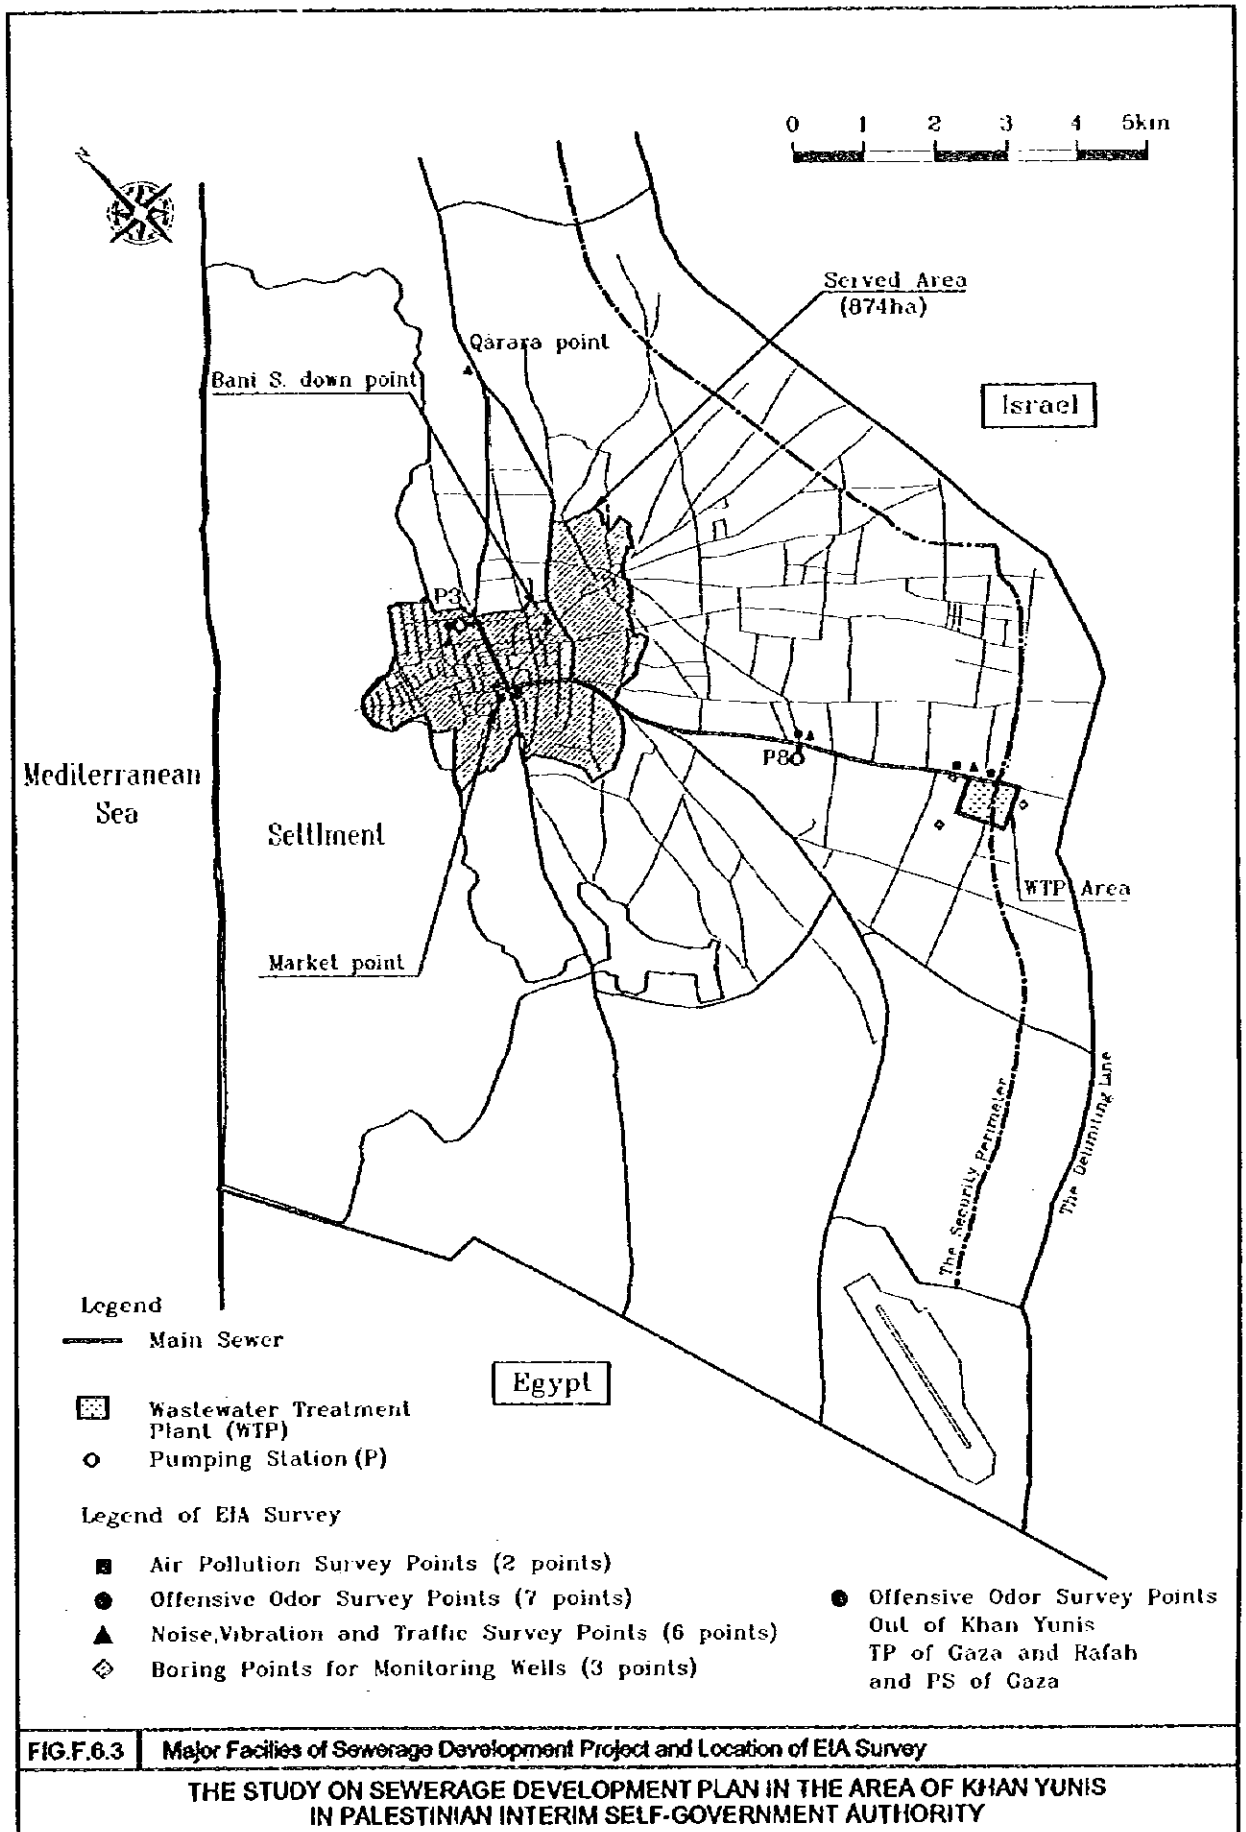 0 1 2 3 4 5km
N
Served Area
(874ha)
Qarara point
Bani S. down point
Israel
P3
P8
Mediterranean
Sea
Settlment
WTP Area
Market point
The Security Perimeter
The Delimiting Line
Egypt
Legend
Main Sewer
Wastewater Treatment
Plant (WTP)
Pumping Station (P)
Legend of EIA Survey
Air Pollution Survey Points (2 points)
Offensive Odor Survey Points (7 points)
Noise,Vibration and Traffic Survey Points (6 points)
Boring Points for Monitoring Wells (3 points)
Offensive Odor Survey Points
Out of Khan Yunis
TP of Gaza and Rafah
and PS of Gaza
FIG.F.6.3 Major Facilies of Sewerage Development Project and Location of EIA Survey
THE STUDY ON SEWERAGE DEVELOPMENT PLAN IN THE AREA OF KHAN YUNIS
IN PALESTINIAN INTERIM SELF-GOVERNMENT AUTHORITY